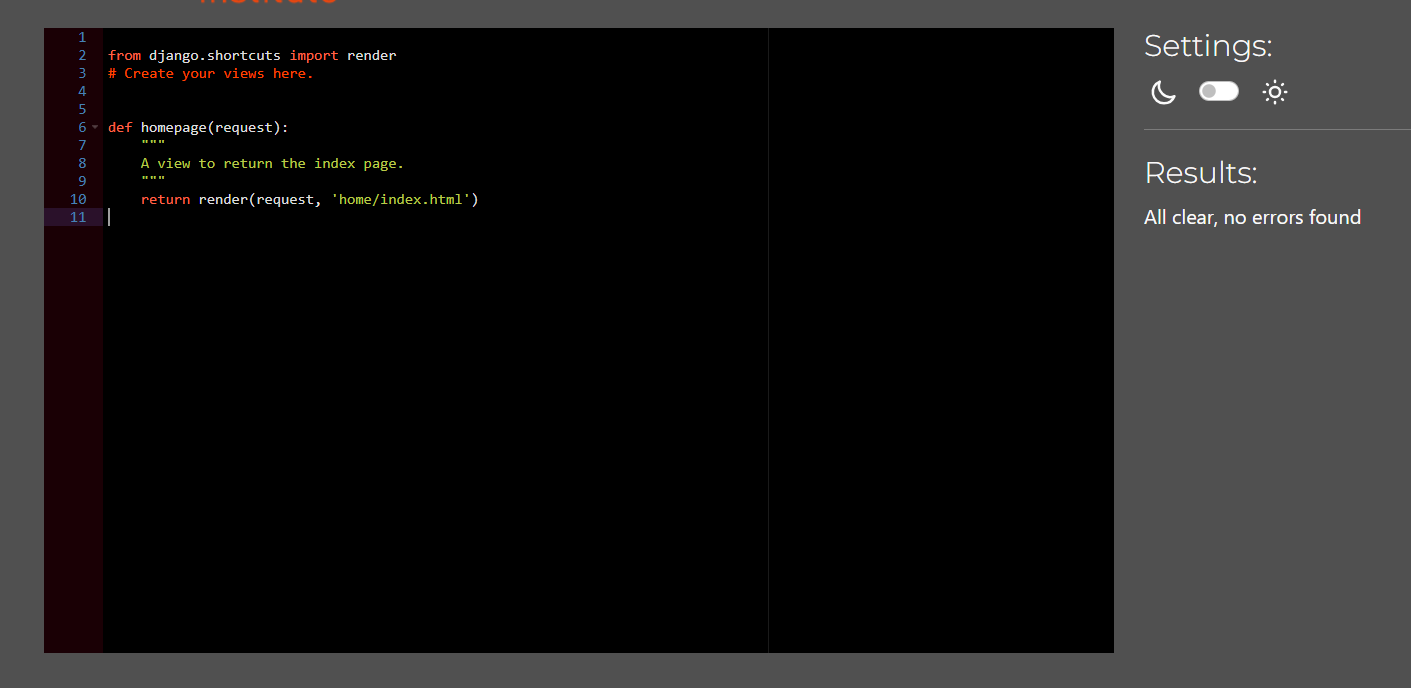 1
2 from django.shortcuts import render
3 # Create your views here.
4
5
6 def homepage(request):
7     """
8     A view to return the index page.
9     """
10     return render(request, 'home/index.html')
11
Settings:
Results:
All clear, no errors found